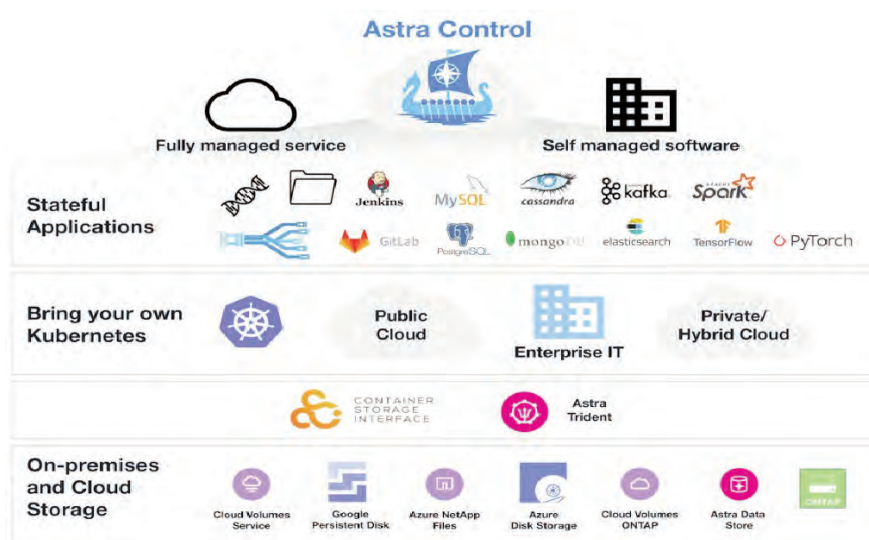 Astra Control
Fully managed service
Self managed software
Stateful
Applications
Jenkins
MySQL
cassandra
kafka
APACHE
Spark
GitLab
PostgreSQL
mongoDB
elasticsearch
TensorFlow
PyTorch
Bring your own
Kubernetes
Public
Cloud
Enterprise IT
Private/
Hybrid Cloud
CONTAINER
STORAGE
INTERFACE
Astra
Trident
On-premises
and Cloud
Storage
Cloud Volumes
Service
Google
Persistent Disk
Azure NetApp
Files
Azure
Disk Storage
Cloud Volumes
ONTAP
Astra Data
Store
ONTAP